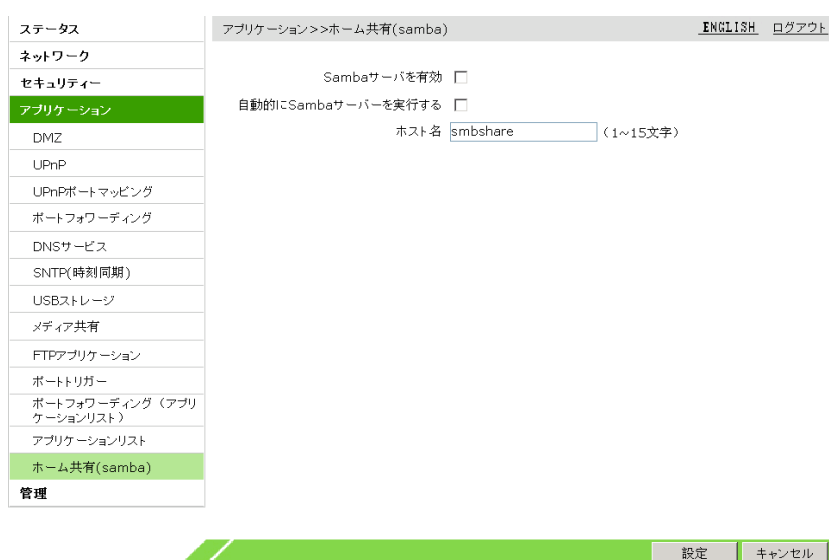 ステータス
ネットワーク
セキュリティー
アプリケーション
DMZ
UPnP
UPnPポートマッピング
ポートフォワーディング
DNSサービス
SNTP(時刻同期)
USBストレージ
メディア共有
FTPアプリケーション
ポートトリガー
ポートフォワーディング（アプリ
ケーションリスト）
アプリケーションリスト
ホーム共有(samba)
管理
アプリケーション>>ホーム共有(samba)
ENGLISH ログアウト
Sambaサーバを有効
自動的にSambaサーバーを実行する
ホスト名 smbshare （1~15文字）
設定 キャンセル